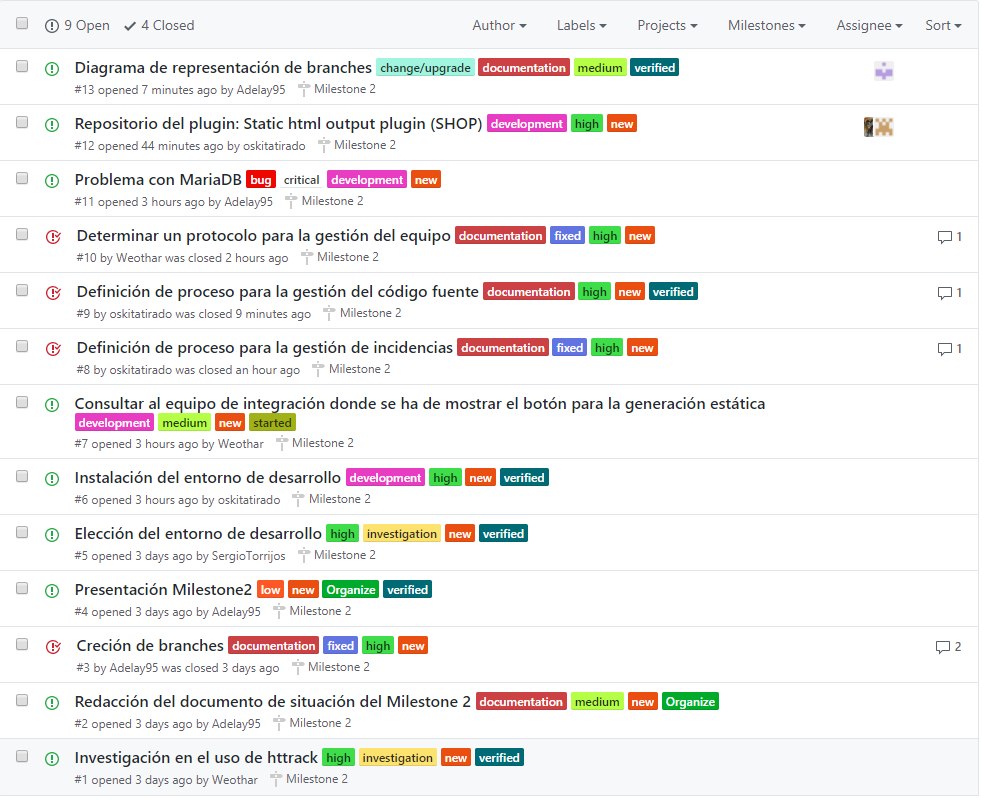 9 Open 4 Closed Author Labels Projects Milestones Assignee Sort
Diagrama de representación de branches change/upgrade documentation medium verified
#13 opened 7 minutes ago by Adelay95 Milestone 2
Repositorio del plugin: Static html output plugin (SHOP) development high new
#12 opened 44 minutes ago by oskitatirado Milestone 2
Problema con MariaDB bug critical development new
#11 opened 3 hours ago by Adelay95 Milestone 2
Determinar un protocolo para la gestión del equipo documentation fixed high new 1
#10 by Weothar was closed 2 hours ago Milestone 2
Definición de proceso para la gestión del código fuente documentation high new verified 1
#9 by oskitatirado was closed 9 minutes ago Milestone 2
Definición de proceso para la gestión de incidencias documentation fixed high new 1
#8 by oskitatirado was closed an hour ago Milestone 2
Consultar al equipo de integración donde se ha de mostrar el botón para la generación estática
development medium new started
#7 opened 3 hours ago by Weothar Milestone 2
Instalación del entorno de desarrollo development high new verified
#6 opened 3 hours ago by oskitatirado Milestone 2
Elección del entorno de desarrollo high investigation new verified
#5 opened 3 days ago by SergioTorrijos Milestone 2
Presentación Milestone2 low new Organize verified
#4 opened 3 days ago by Adelay95 Milestone 2
Creción de branches documentation fixed high new 2
#3 by Adelay95 was closed 3 days ago Milestone 2
Redacción del documento de situación del Milestone 2 documentation medium new Organize
#2 opened 3 days ago by Adelay95 Milestone 2
Investigación en el uso de httrack high investigation new verified
#1 opened 3 days ago by Weothar Milestone 2